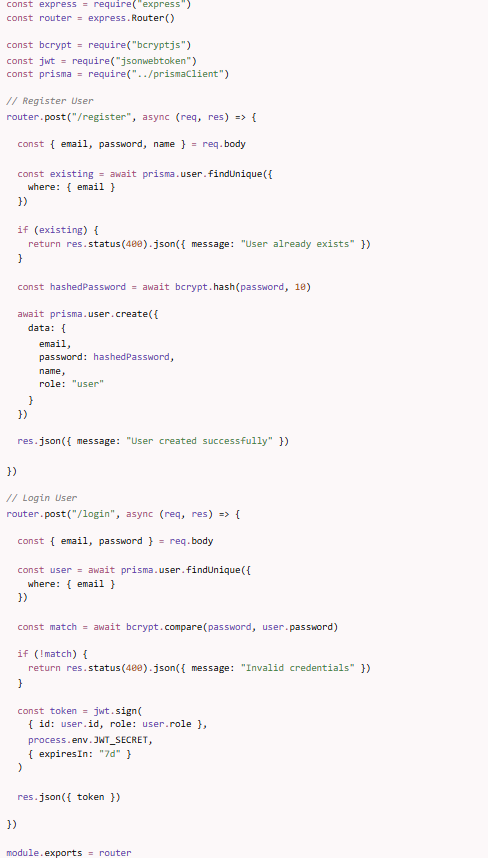 const express = require("express")
const router = express.Router()
const bcrypt = require("bcryptjs")
const jwt = require("jsonwebtoken")
const prisma = require("../prismaClient")
// Register User
router.post("/register", async (req, res) => {
const { email, password, name } = req.body
const existing = await prisma.user.findUnique({
where: { email }
})
if (existing) {
return res.status(400).json({ message: "User already exists" })
}
const hashedPassword = await bcrypt.hash(password, 10)
await prisma.user.create({
data: {
email,
password: hashedPassword,
name,
role: "user"
}
})
res.json({ message: "User created successfully" })
})
// Login User
router.post("/login", async (req, res) => {
const { email, password } = req.body
const user = await prisma.user.findUnique({
where: { email }
})
const match = await bcrypt.compare(password, user.password)
if (!match) {
return res.status(400).json({ message: "Invalid credentials" })
}
const token = jwt.sign(
{ id: user.id, role: user.role },
process.env.JWT_SECRET,
{ expiresIn: "7d" }
)
res.json({ token })
})
module.exports = router